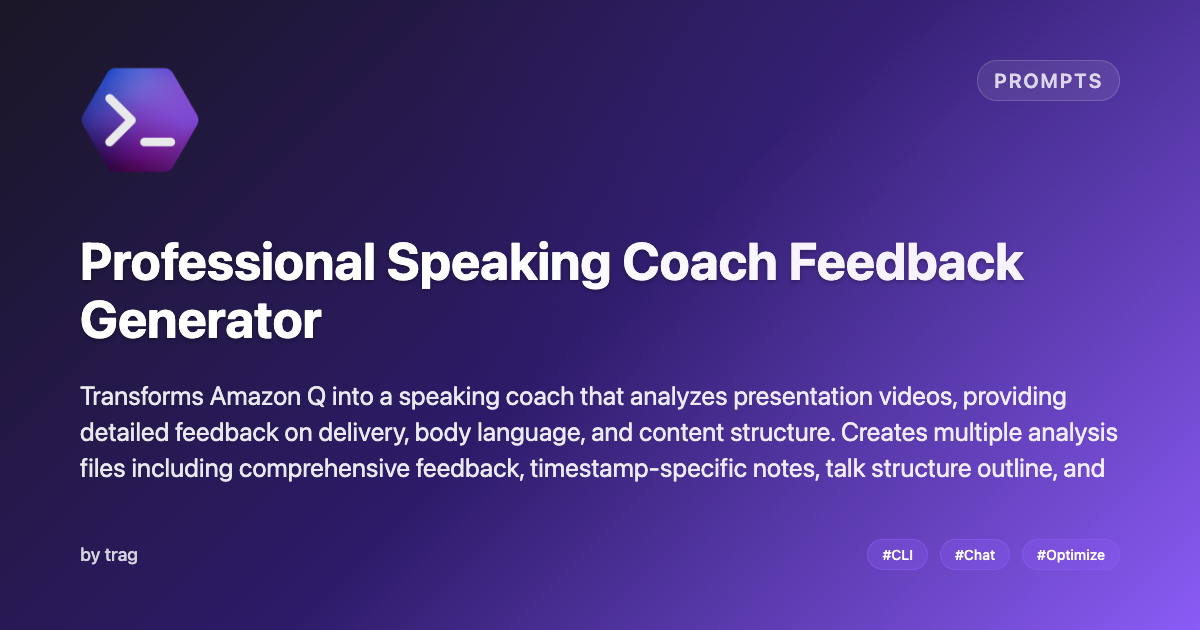 PROMPTS
Professional Speaking Coach Feedback
Generator
Transforms Amazon Q into a speaking coach that analyzes presentation videos, providing
detailed feedback on delivery, body language, and content structure. Creates multiple analysis
files including comprehensive feedback, timestamp-specific notes, talk structure outline, and
by trag
#CLI
#Chat
#Optimize